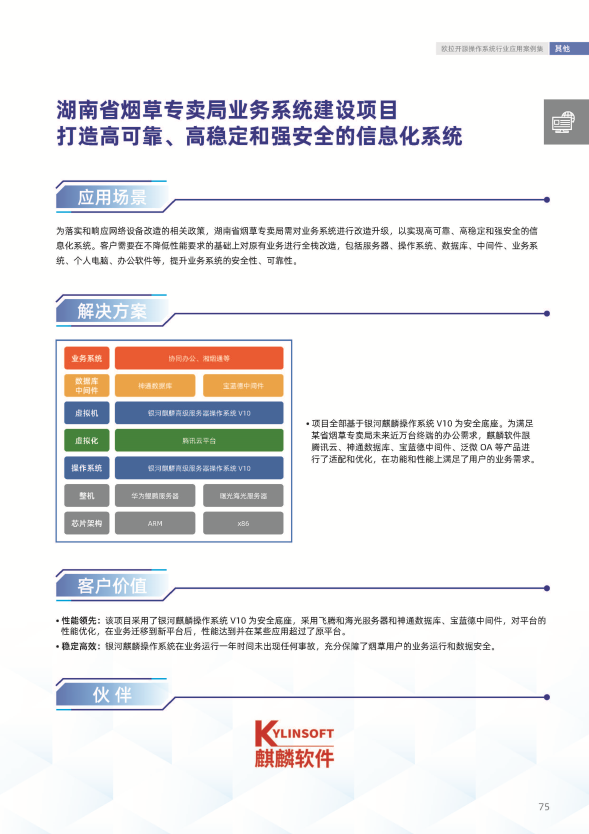 欧拉开源操作系统行业应用案例集 其他
湖南省烟草专卖局业务系统建设项目
打造高可靠、高稳定和强安全的信息化系统
应用场景
为落实和响应网络设备改造的相关政策，湖南省烟草专卖局需对业务系统进行改造升级，以实现高可靠、高稳定和强安全的信
息化系统。客户需要在不降低性能要求的基础上对原有业务进行全栈改造，包括服务器、操作系统、数据库、中间件、业务系
统、个人电脑、办公软件等，提升业务系统的安全性、可靠性。
解决方案
业务系统 协同办公、湘烟通等
数据库
中间件 神通数据库 宝蓝德中间件
虚拟机 银河麒麟高级服务器操作系统 V10
虚拟化 腾讯云平台
操作系统 银河麒麟高级服务器操作系统 V10
整机 华为鲲鹏服务器 曙光海光服务器
芯片架构 ARM x86
• 项目全部基于银河麒麟操作系统 V10 为安全底座。为满足
某省烟草专卖局未来近万台终端的办公需求，麒麟软件跟
腾讯云、神通数据库、宝蓝德中间件、泛微 OA 等产品进
行了适配和优化，在功能和性能上满足了用户的业务需求。
客户价值
• 性能领先：该项目采用了银河麒麟操作系统 V10 为安全底座，采用飞腾和海光服务器和神通数据库、宝蓝德中间件，对平台的
性能优化，在业务迁移到新平台后，性能达到并在某些应用超过了原平台。
• 稳定高效：银河麒麟操作系统在业务运行一年时间未出现任何事故，充分保障了烟草用户的业务运行和数据安全。
伙伴
KYLINSOFT
麒麟软件
75